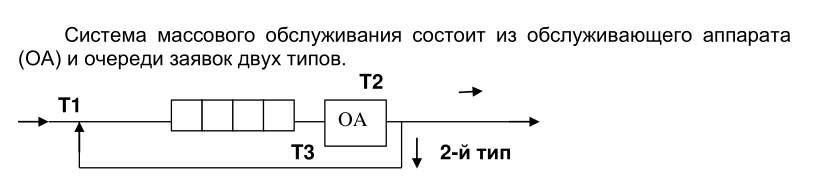 Система массового обслуживания состоит из обслуживающего аппарата
(ОА) и очереди заявок двух типов.
Т2
Т1
ОА
Т3
2-й тип